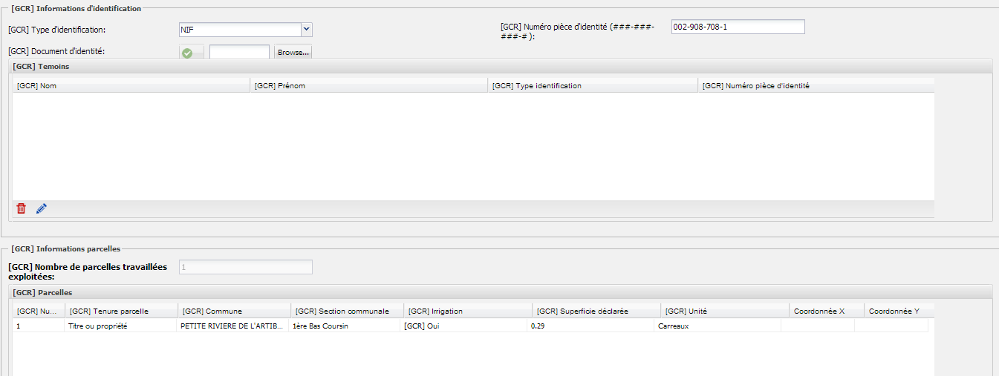 [GCR] Informations d'identification
[GCR] Type d'identification: NIF [GCR] Numéro pièce d'identité (###-###-
###-# ): 002-908-708-1
[GCR] Document d'identité: Browse...
[GCR] Temoins
[GCR] Nom [GCR] Prénom [GCR] Type identification [GCR] Numéro pièce d'identité
[GCR] Informations parcelles
[GCR] Nombre de parcelles travaillées
exploitées: 1
[GCR] Parcelles
[GCR] Nu... [GCR] Tenure parcelle [GCR] Commune [GCR] Section communale [GCR] Irrigation [GCR] Superficie déclarée [GCR] Unité Coordonnée X Coordonnée Y
1 Titre ou propriété PETITE RIVIERE DE L'ARTIB... 1ère Bas Coursin [GCR] Oui 0.29 Carreaux